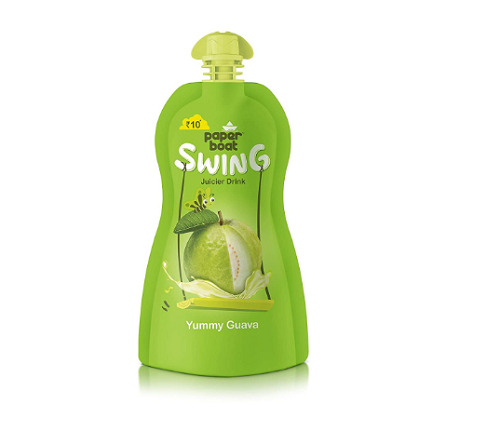 ₹10*
paper
boat
SWING
Juicier Drink
Yummy Guava